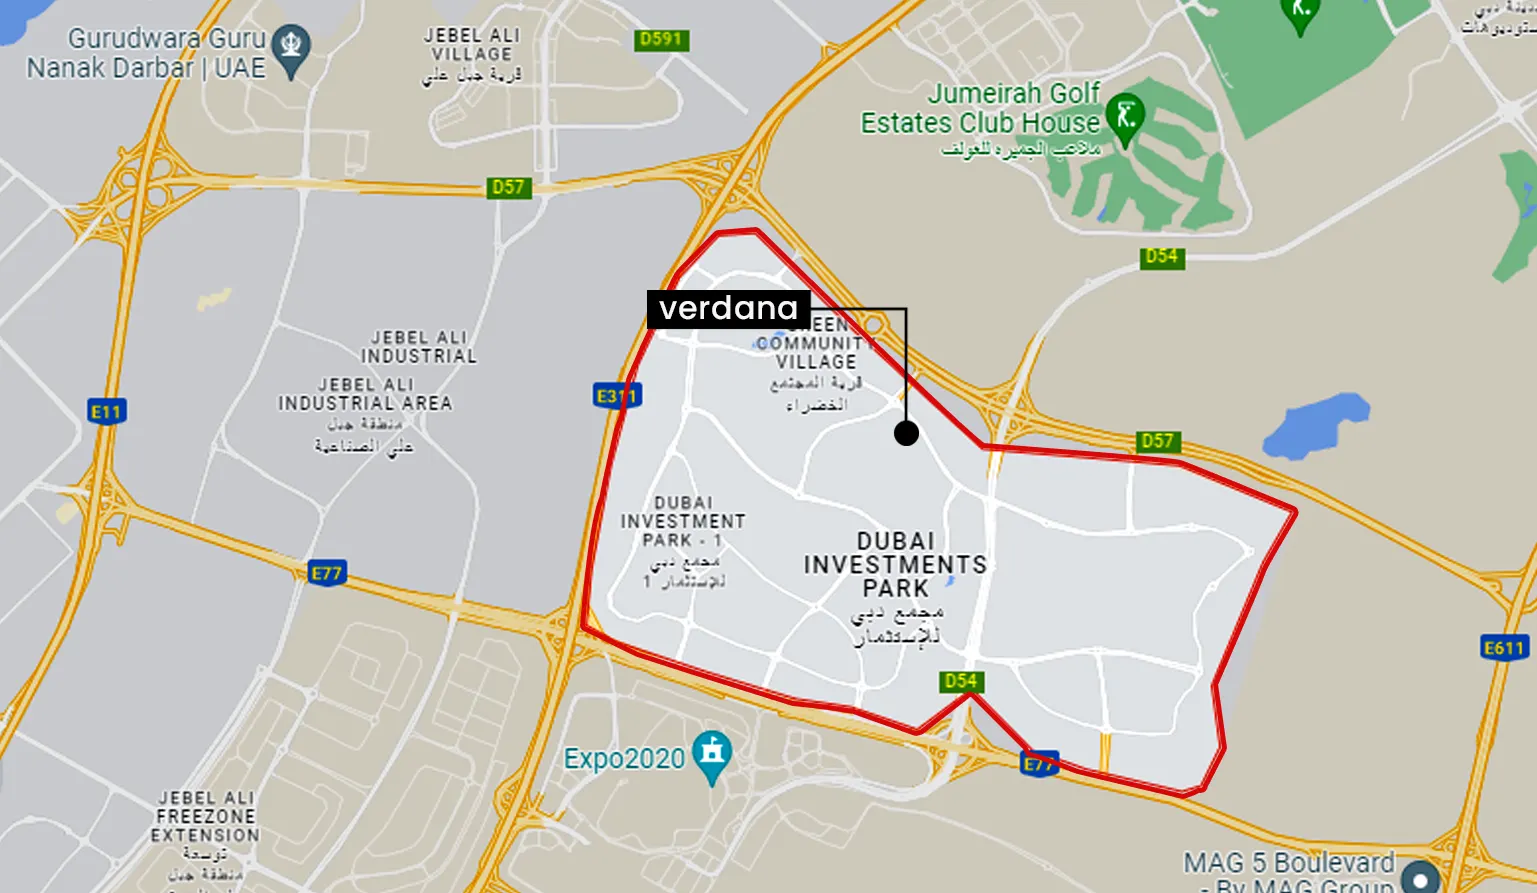 Gurudwara Guru
Nanak Darbar | UAE
JEBEL ALI
VILLAGE
قرية جبل علي
D591
Jumeirah Golf
Estates Club House
ملاعب الجميره للغولف
D57
D54
verdana
GREEN
COMMUNITY
VILLAGE
قرية المجتمع
الخضراء
JEBEL ALI
INDUSTRIAL
JEBEL ALI
INDUSTRIAL AREA
منطقة جبل
علي الصناعية
E11
E311
D57
DUBAI
INVESTMENT
PARK - 1
مجمع دبي
للإستثمار 1
DUBAI
INVESTMENTS
PARK
مجمع دبي
للإستثمار
E77
E611
D54
Expo2020
E77
JEBEL ALI
FREEZONE
EXTENSION
توسعة
منطقة جبل
MAG 5 Boulevard
- By MAG Group